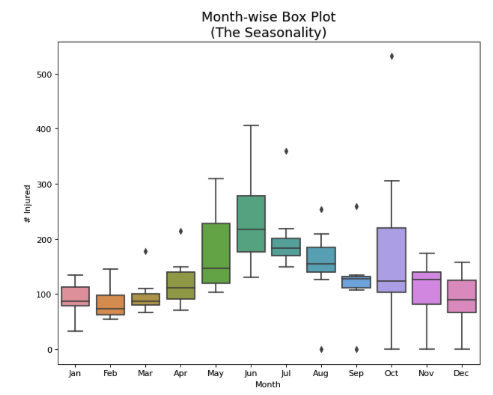 Month-wise Box Plot
(The Seasonality)
# Injured
500
400
300
200
100
0
Jan Feb Mar Apr May Jun Jul Aug Sep Oct Nov Dec
Month